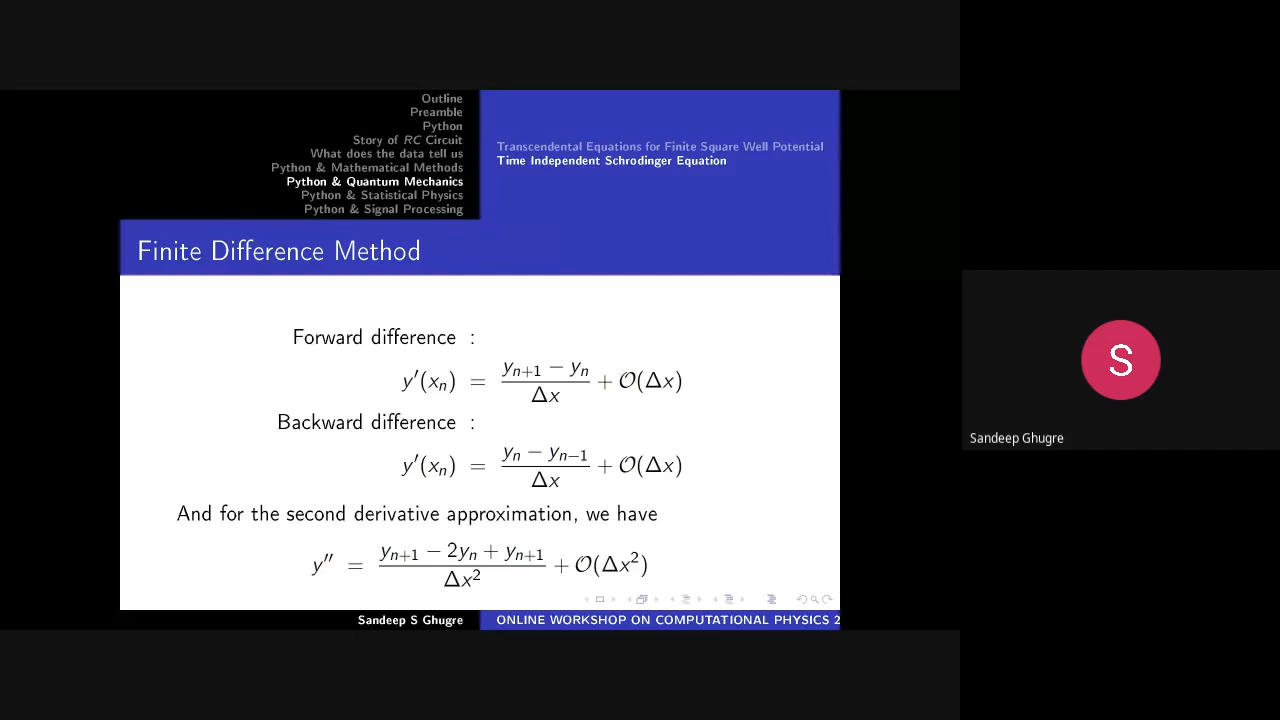 Outline
Preamble
Python
Story of RC Circuit
What does the data tell us
Python & Mathematical Methods
Python & Quantum Mechanics
Python & Statistical Physics
Python & Signal Processing
Transcendental Equations for Finite Square Well Potential
Time Independent Schrodinger Equation
Finite Difference Method
Forward difference :
y′(xₙ) = (yₙ₊₁ − yₙ)/Δx + 𝒪(Δx)
Backward difference :
y′(xₙ) = (yₙ − yₙ₋₁)/Δx + 𝒪(Δx)
And for the second derivative approximation, we have
y′′ = (yₙ₊₁ − 2yₙ + yₙ₊₁)/Δx² + 𝒪(Δx²)
Sandeep S Ghugre
ONLINE WORKSHOP ON COMPUTATIONAL PHYSICS 2
S
Sandeep Ghugre